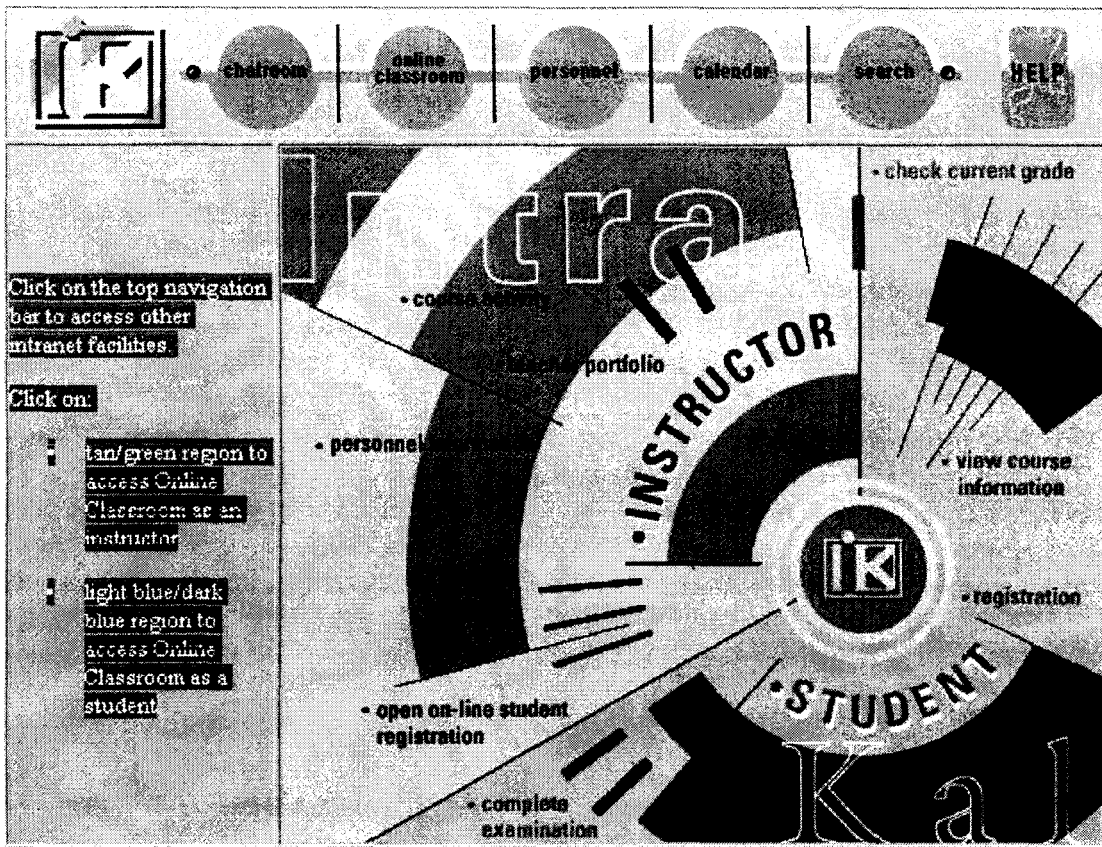 iK
chatroom
online
classroom
personnel
calendar
search
HELP
Click on the top navigation
bar to access other
intranet facilities.
Click on:
tan/green region to
access Online
Classroom as an
instructor
light blue/dark
blue region to
access Online
Classroom as a
student
Intra
• course activity
• teacher portfolio
• personnel
• INSTRUCTOR
• open on-line student
registration
• complete
examination
• check current grade
• view course
information
iK
• registration
• STUDENT
Kal